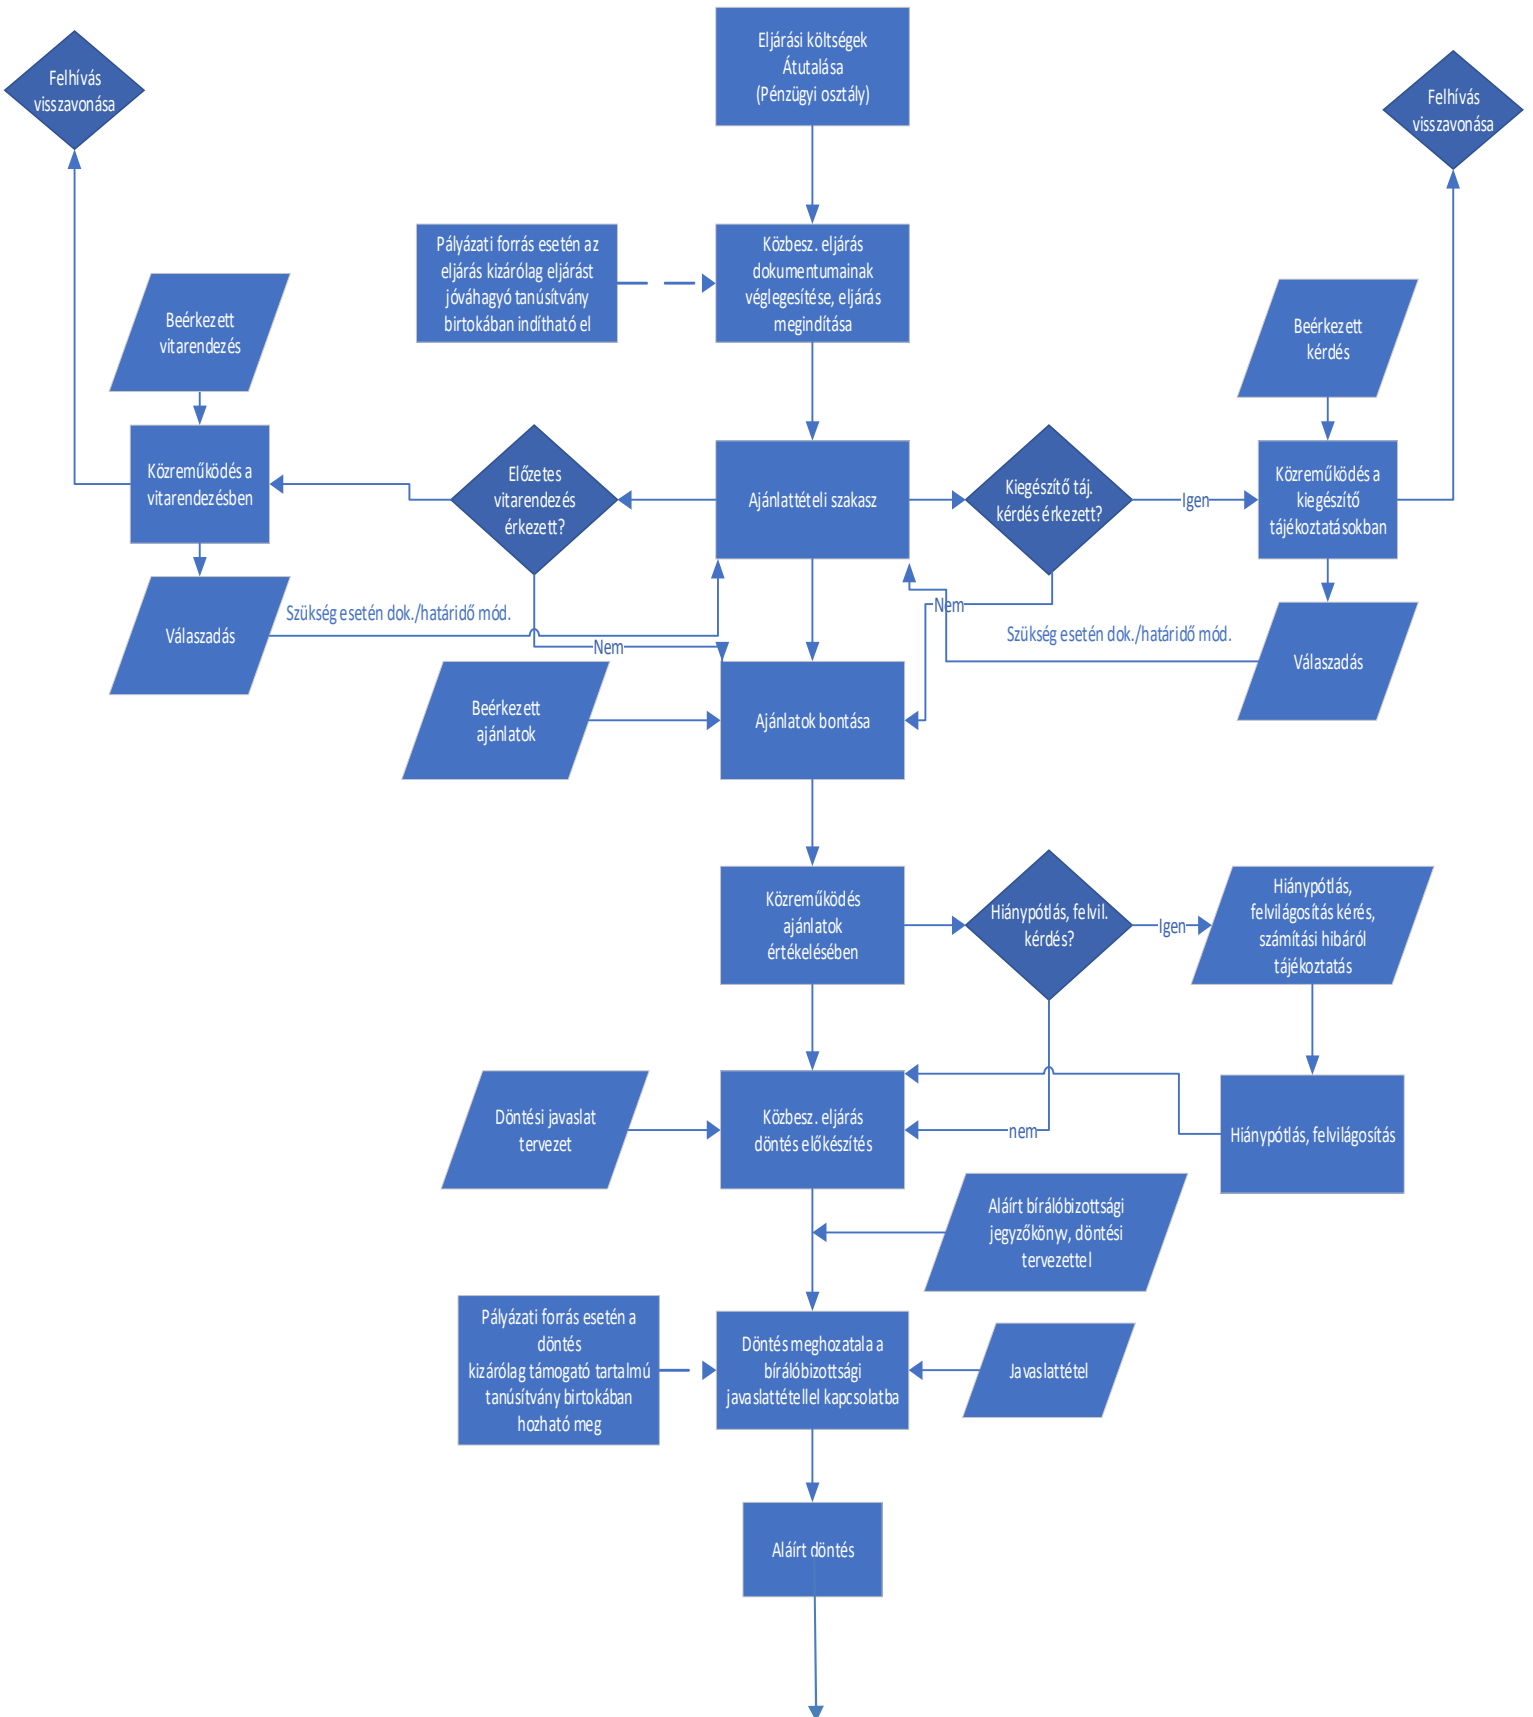 Eljárási költségek
Átutalása
(Pénzügyi osztály)
Felhívás
visszavonása
Felhívás
visszavonása
Pályázati forrás esetén az
eljárás kizárólag eljárást
jóváhagyó tanúsítvány
birtokában indítható el
Közbesz. eljárás
dokumentumainak
véglegesítése, eljárás
megindítása
Beérkezett
vitarendezés
Beérkezett
kérdés
Közreműködés a
vitarendezésben
Előzetes
vitarendezés
érkezett?
Ajánlattételi szakasz
Kiegészítő táj.
kérdés érkezett?
Igen
Közreműködés a
kiegészítő
tájékoztatásokban
Válaszadás
Szükség esetén dok./határidő mód.
Nem
Nem
Szükség esetén dok./határidő mód.
Válaszadás
Beérkezett
ajánlatok
Ajánlatok bontása
Közreműködés
ajánlatok
értékelésében
Hiánypótlás, felvil.
kérdés?
Igen
Hiánypótlás,
felvilágosítás kérés,
számítási hibáról
tájékoztatás
Döntési javaslat
tervezet
Közbesz. eljárás
döntés előkészítés
nem
Hiánypótlás, felvilágosítás
Aláírt bírálóbizottsági
jegyzőkönyv, döntési
tervezettel
Pályázati forrás esetén a
döntés
kizárólag támogató tartalmú
tanúsítvány birtokában
hozható meg
Döntés meghozatala a
bírálóbizottsági
javaslattétellel kapcsolatba
Javaslattétel
Aláírt döntés